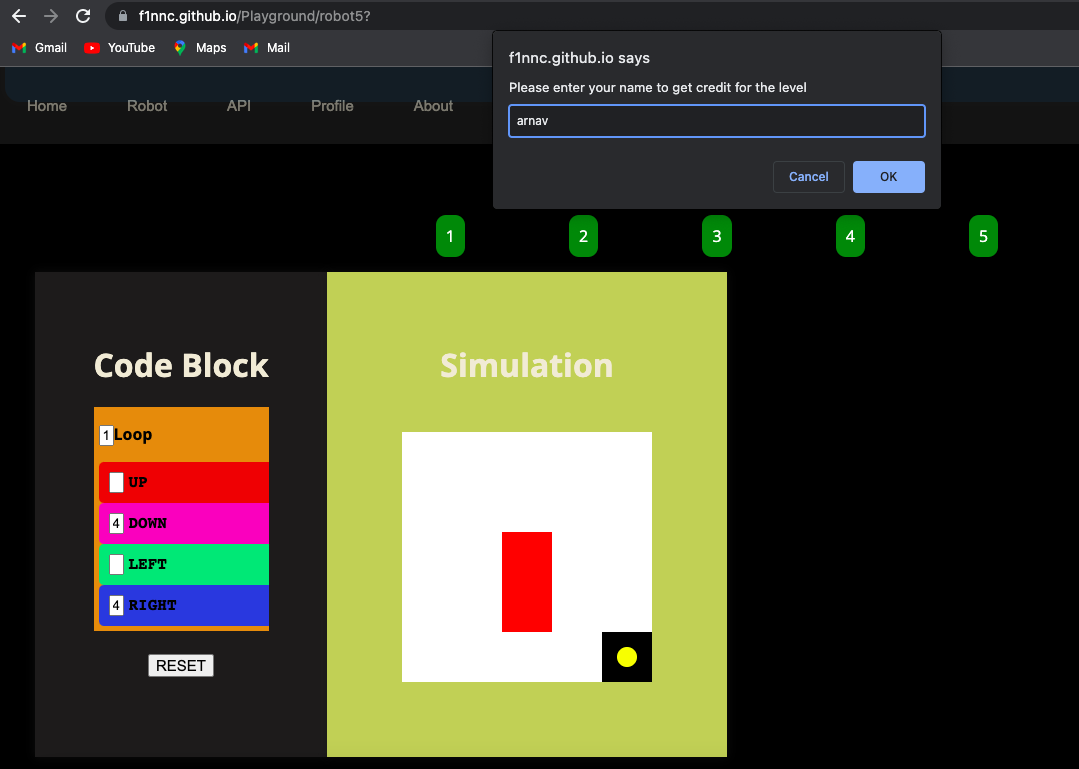 f1nnc.github.io/Playground/robot5?
Gmail YouTube Maps Mail
f1nnc.github.io says
Please enter your name to get credit for the level
arnav
Cancel OK
Home Robot API Profile About
1 2 3 4 5
Code Block
1 Loop
UP
4 DOWN
LEFT
4 RIGHT
RESET
Simulation